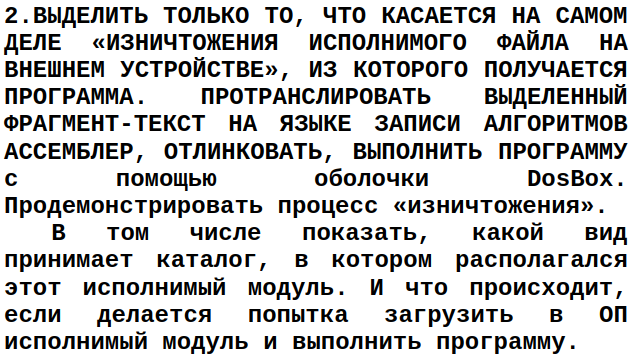 2.ВЫДЕЛИТЬ ТОЛЬКО ТО, ЧТО КАСАЕТСЯ НА САМОМ
ДЕЛЕ «ИЗНИЧТОЖЕНИЯ ИСПОЛНИМОГО ФАЙЛА НА
ВНЕШНЕМ УСТРОЙСТВЕ», ИЗ КОТОРОГО ПОЛУЧАЕТСЯ
ПРОГРАММА. ПРОТРАНСЛИРОВАТЬ ВЫДЕЛЕННЫЙ
ФРАГМЕНТ-ТЕКСТ НА ЯЗЫКЕ ЗАПИСИ АЛГОРИТМОВ
АССЕМБЛЕР, ОТЛИНКОВАТЬ, ВЫПОЛНИТЬ ПРОГРАММУ
с помощью оболочки DosBox.
Продемонстрировать процесс «изничтожения».
В том числе показать, какой вид
принимает каталог, в котором располагался
этот исполнимый модуль. И что происходит,
если делается попытка загрузить в ОП
исполнимый модуль и выполнить программу.